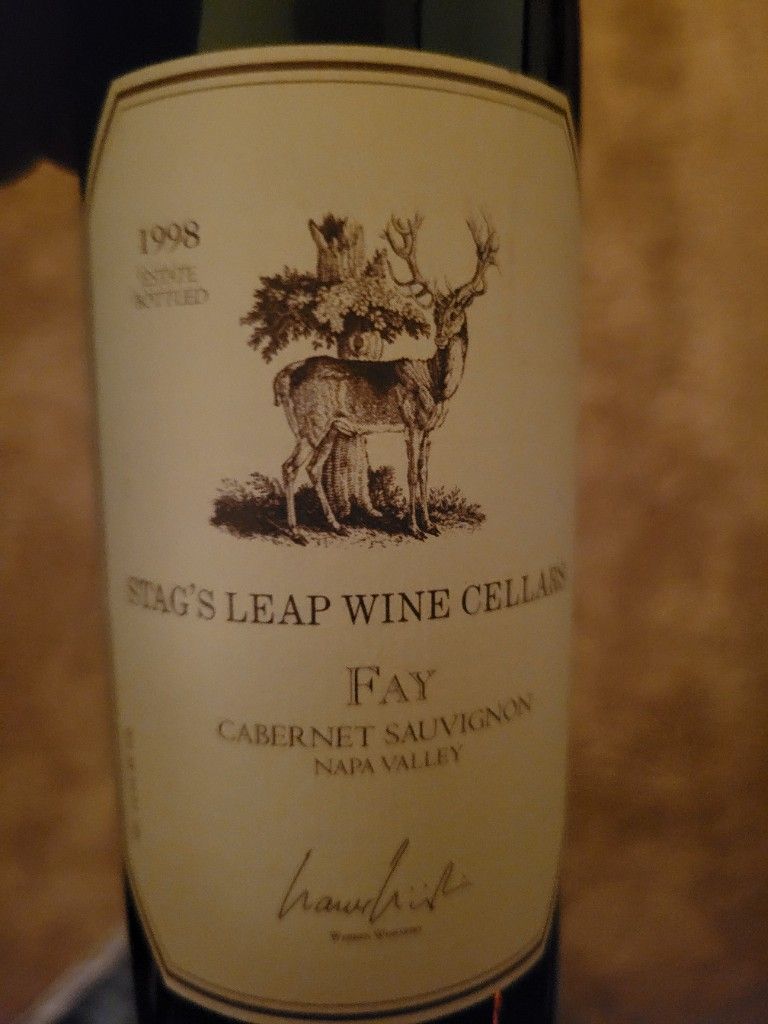 1998
ESTATE
BOTTLED
STAG'S LEAP WINE CELLARS
FAY
CABERNET SAUVIGNON
NAPA VALLEY